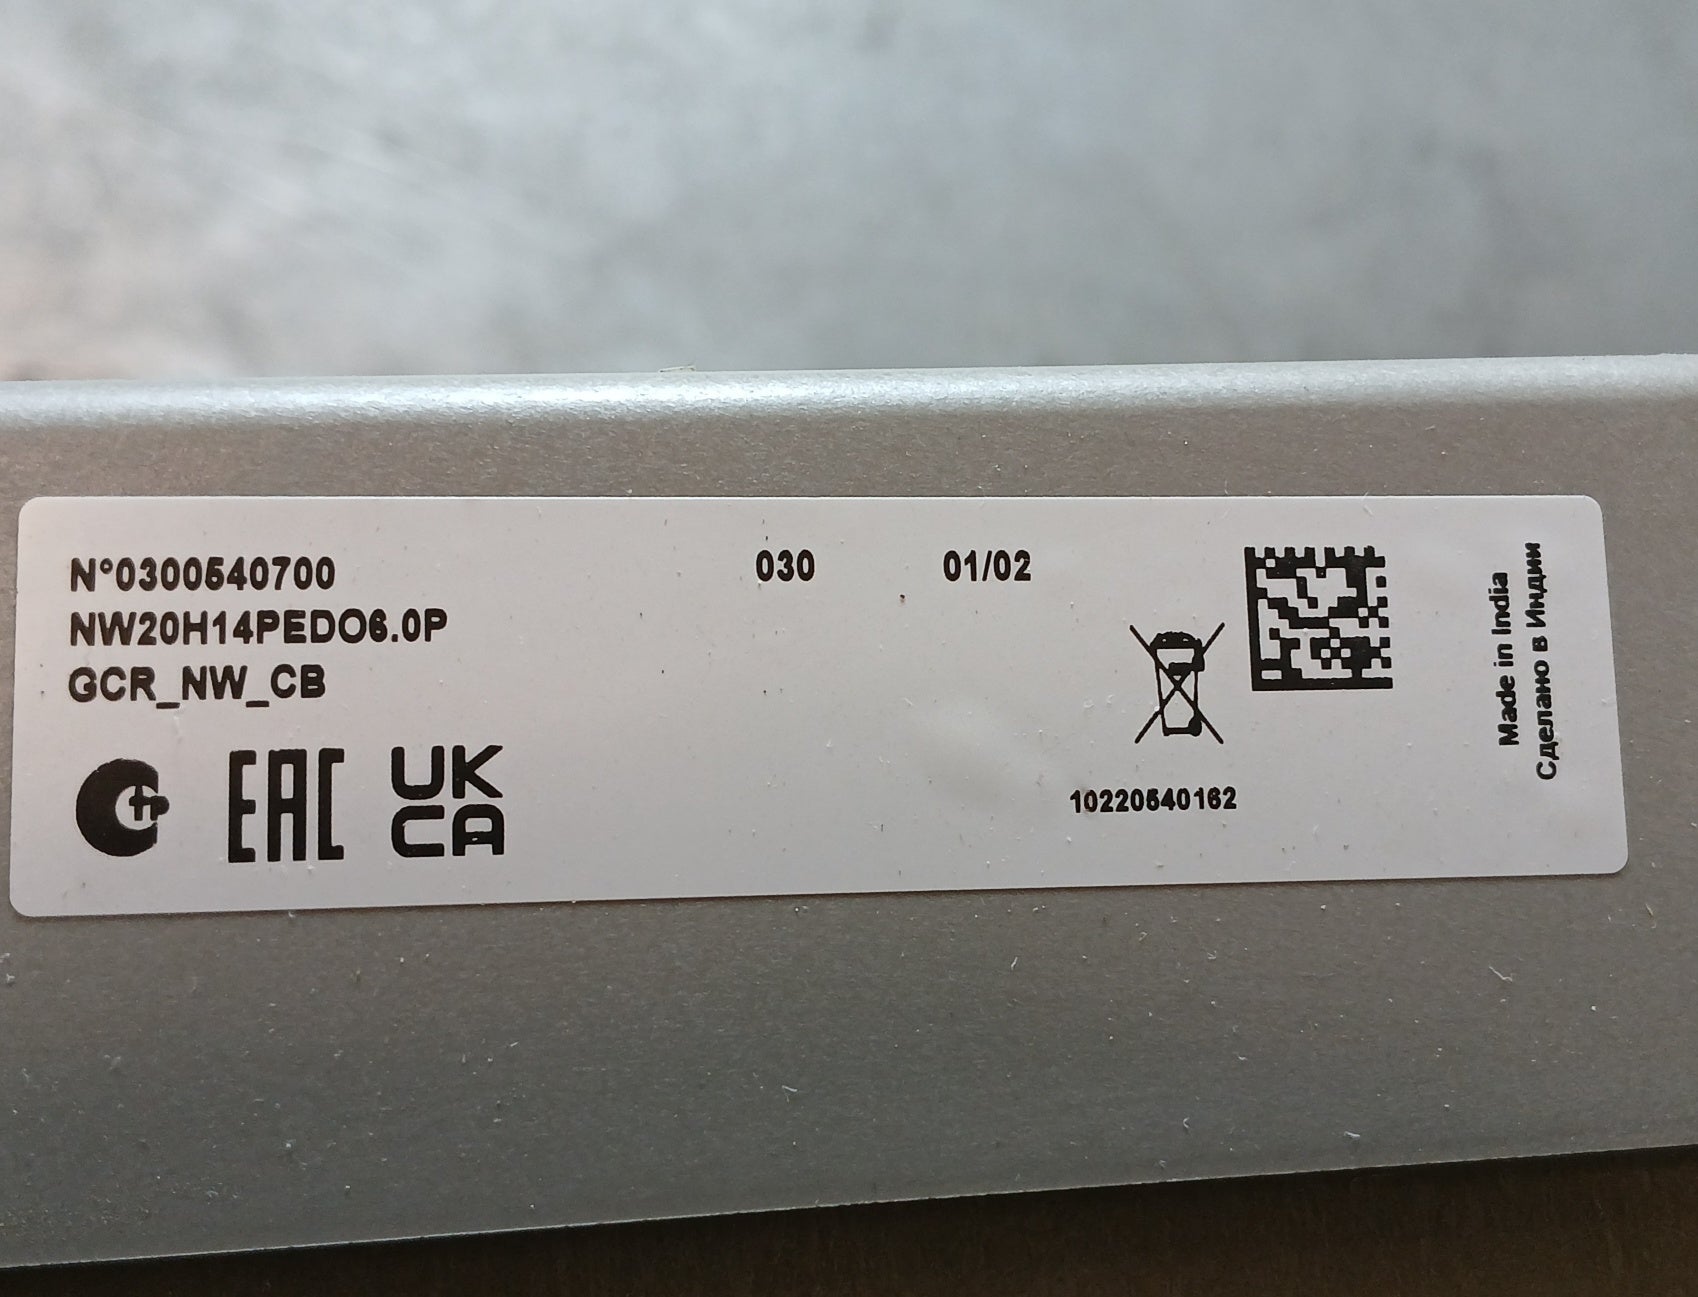 N°0300540700
030
01/02
NW20H14PEDO6.0P
GCR_NW_CB
EAC
UK
CA
10220540162
Made in India
Сделано в Индии